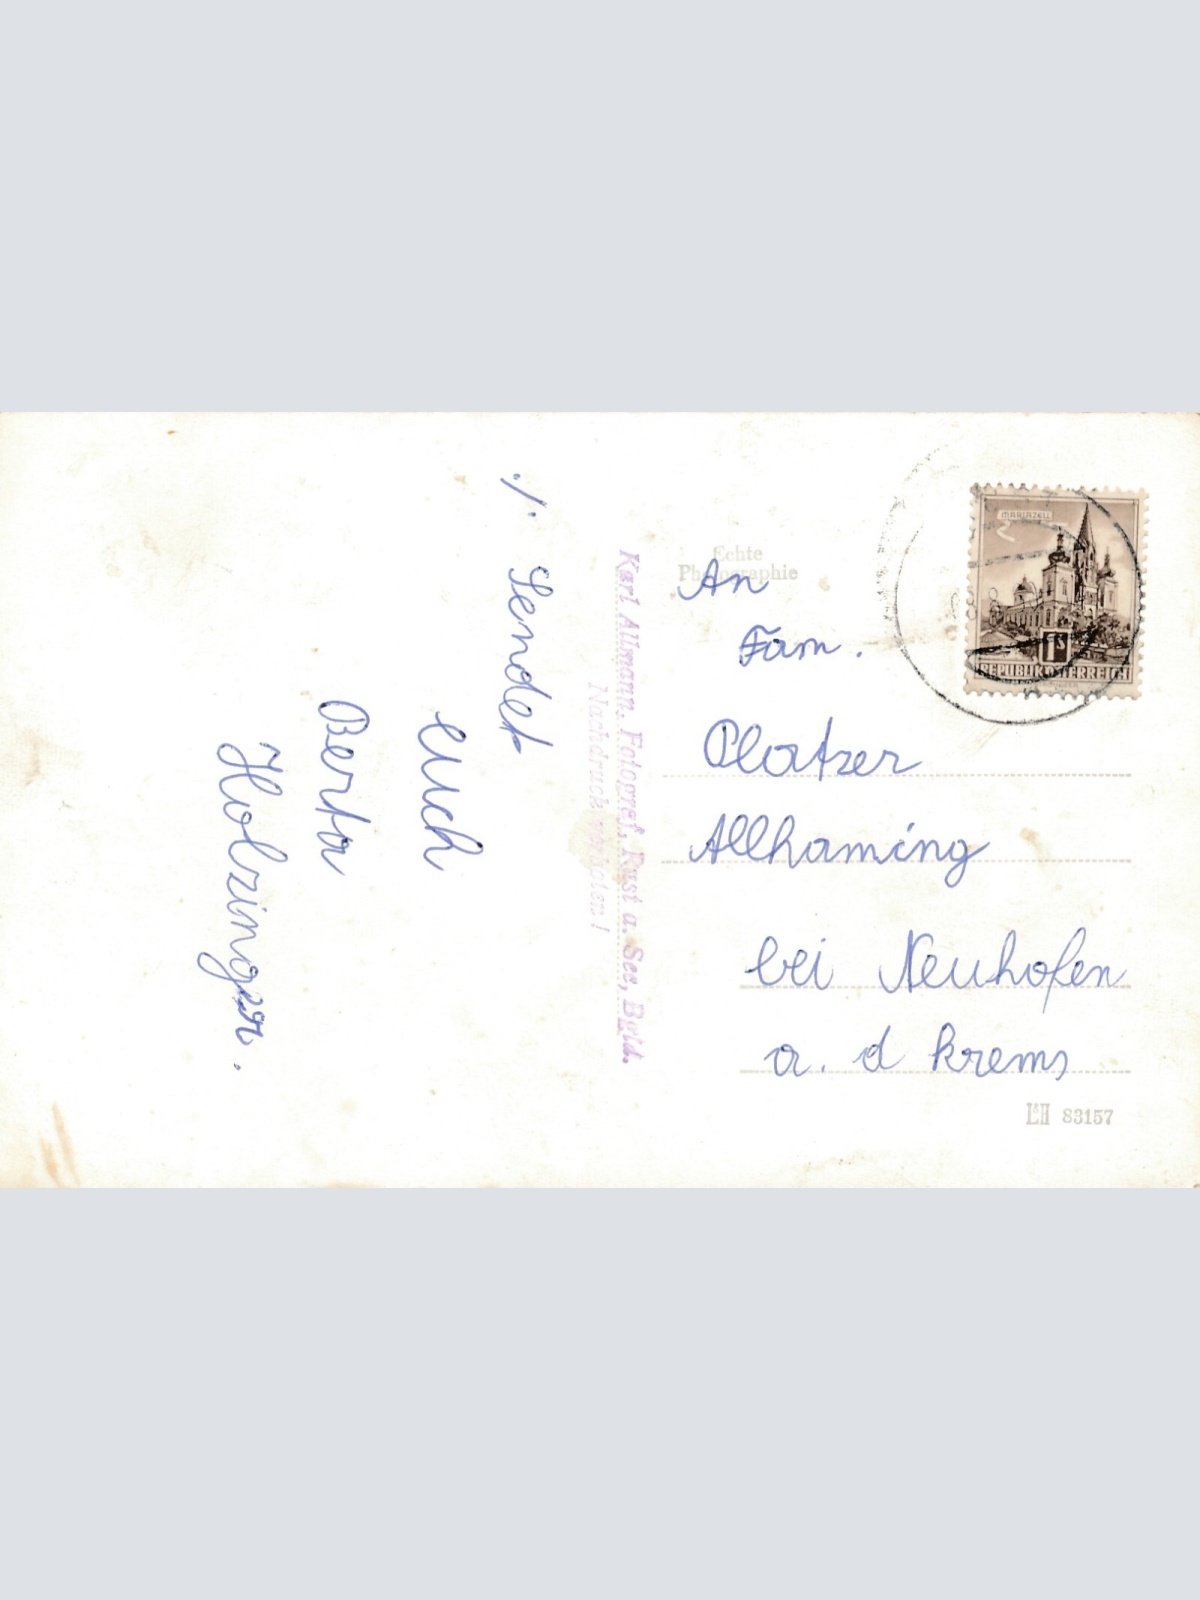 ./. Sendet
euch
Berta
Holzinger.
Karl Allmann, Fotograf, Rust a. See, Bgld.
Nachdruck verboten!
Echte
Photographie
An
Fam.
Platzer
Allhaming
bei Neuhofen
a. d Krems
83157
MARIAZELL
1 S
REPUBLIK ÖSTERREICH